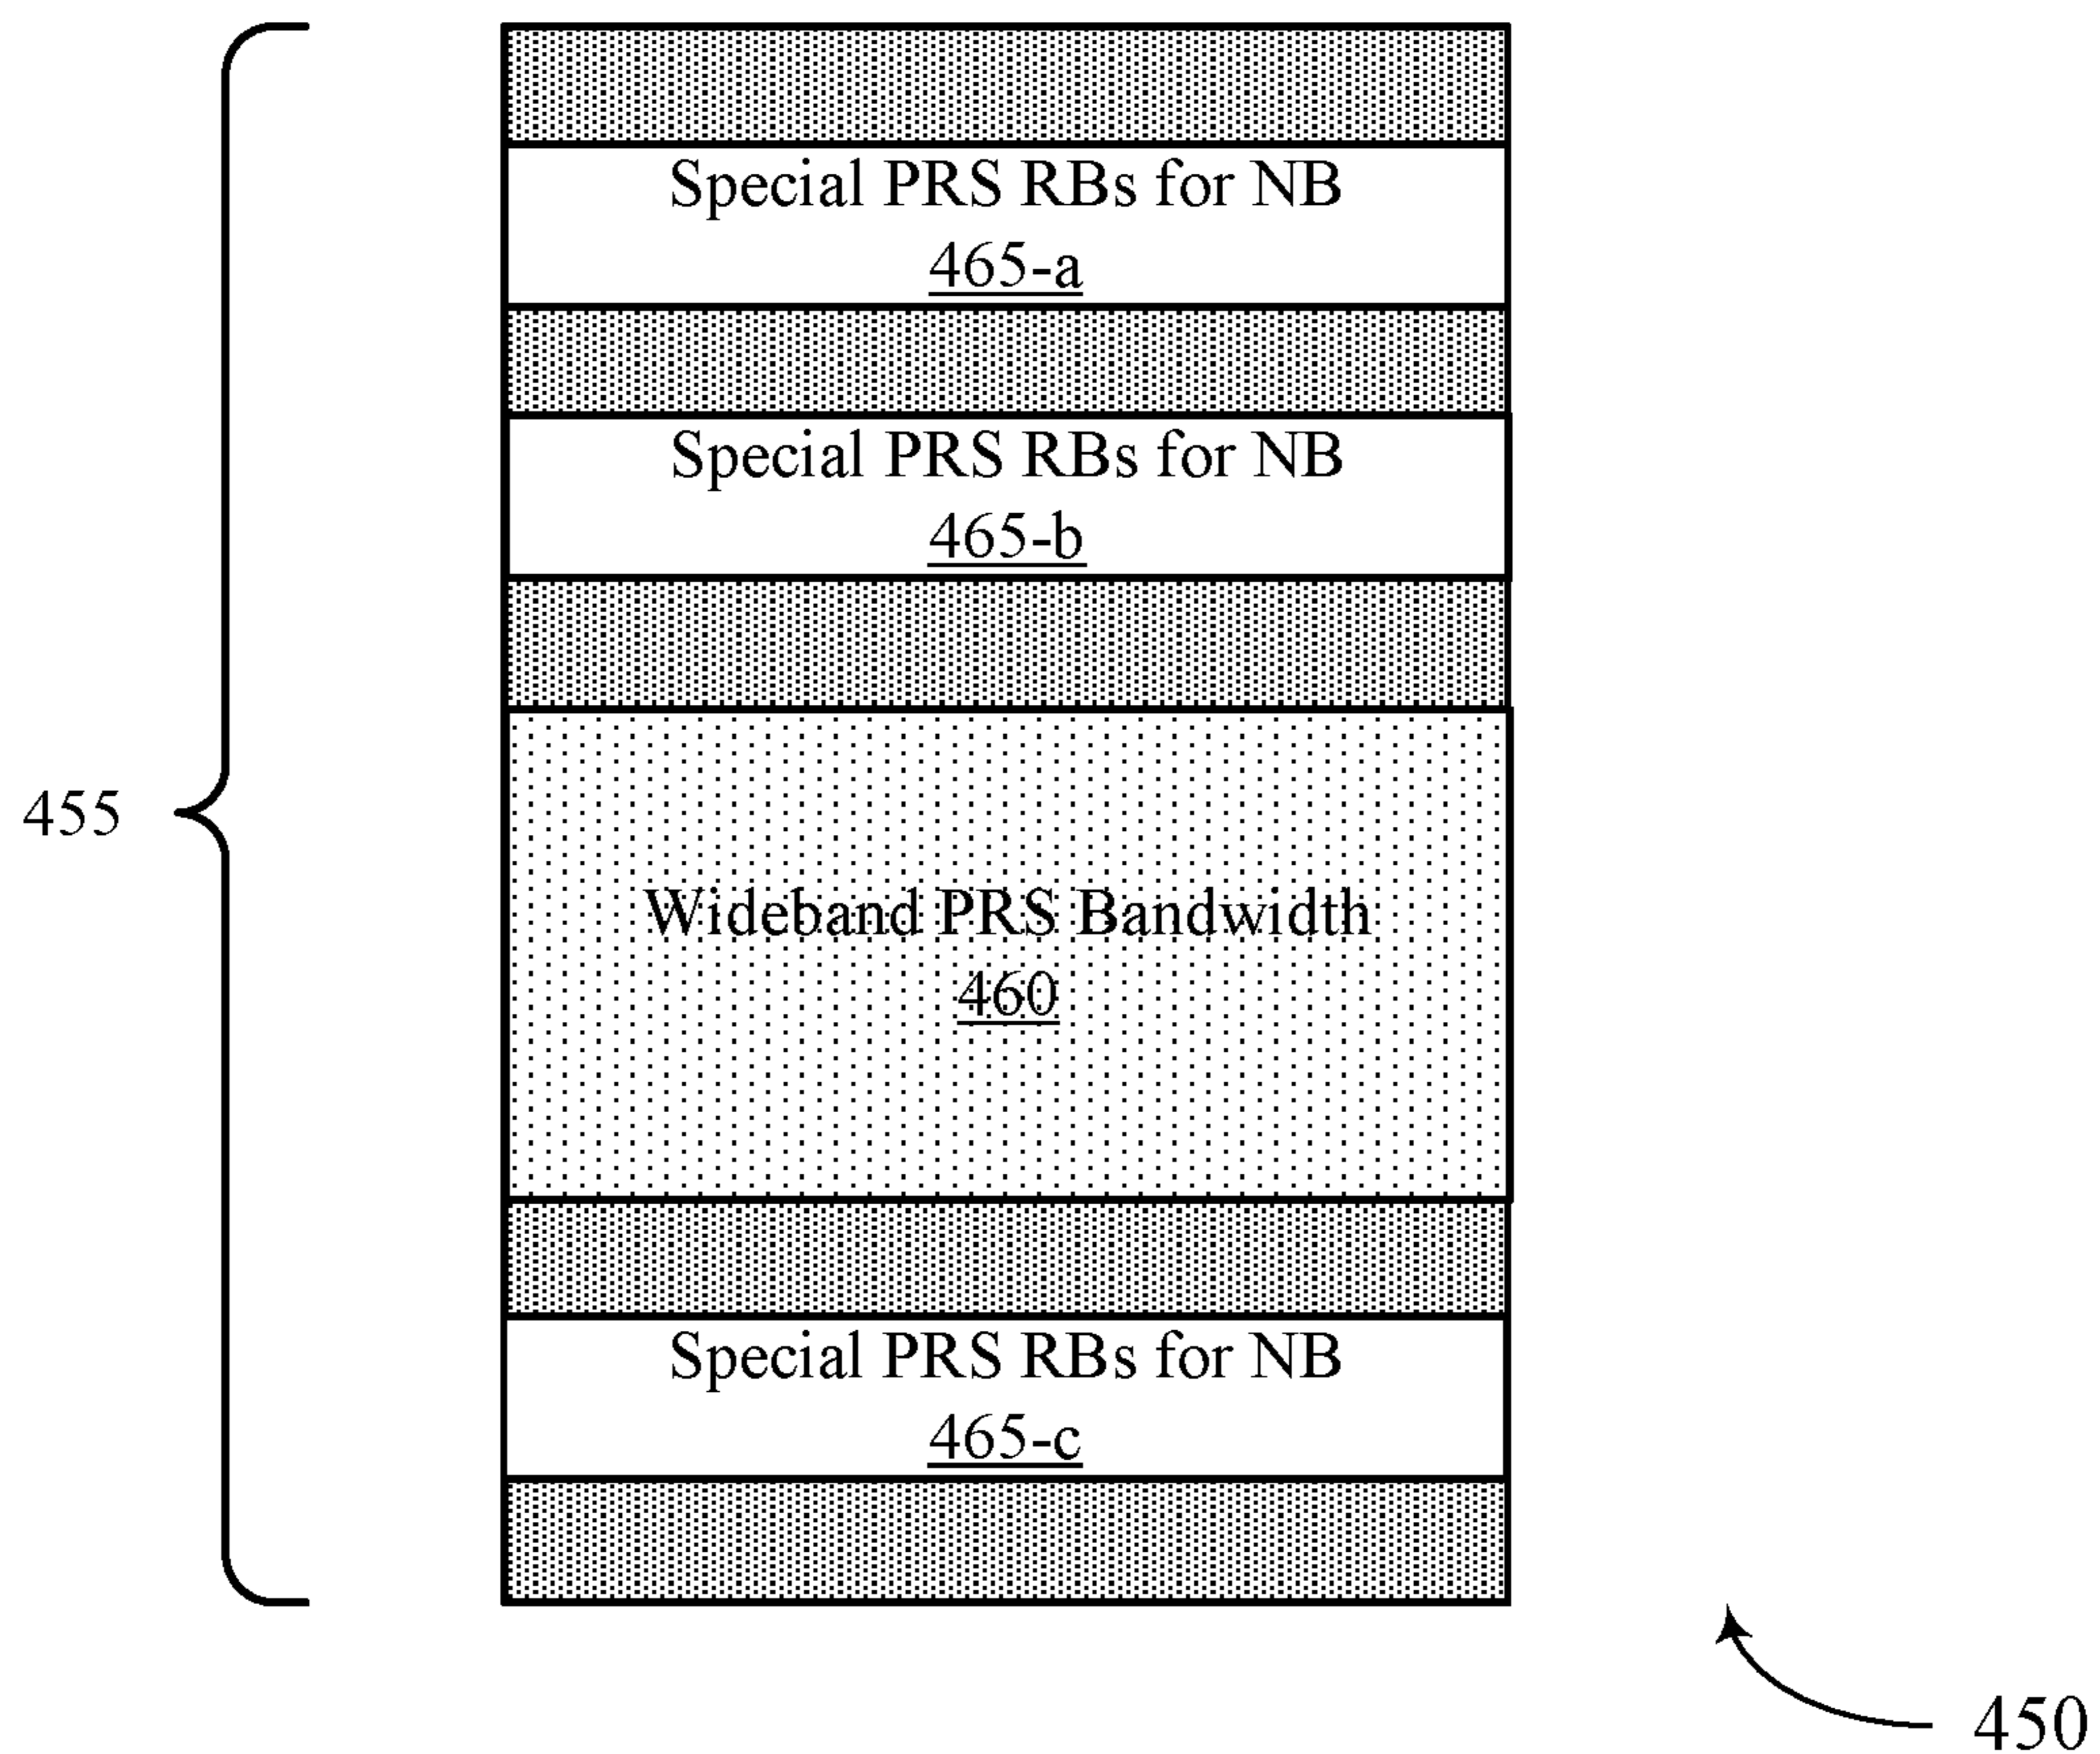 Special PRS RBs for NB
465-a
Special PRS RBs for NB
465-b
455
Wideband PRS Bandwidth
460
Special PRS RBs for NB
465-c
450